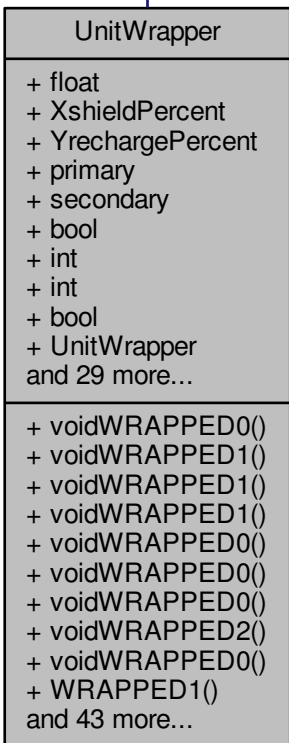 UnitWrapper
+ float
+ XshieldPercent
+ YrechargePercent
+ primary
+ secondary
+ bool
+ int
+ int
+ bool
+ UnitWrapper
and 29 more...
+ voidWRAPPED0()
+ voidWRAPPED1()
+ voidWRAPPED1()
+ voidWRAPPED1()
+ voidWRAPPED0()
+ voidWRAPPED0()
+ voidWRAPPED0()
+ voidWRAPPED2()
+ voidWRAPPED0()
+ WRAPPED1()
and 43 more...